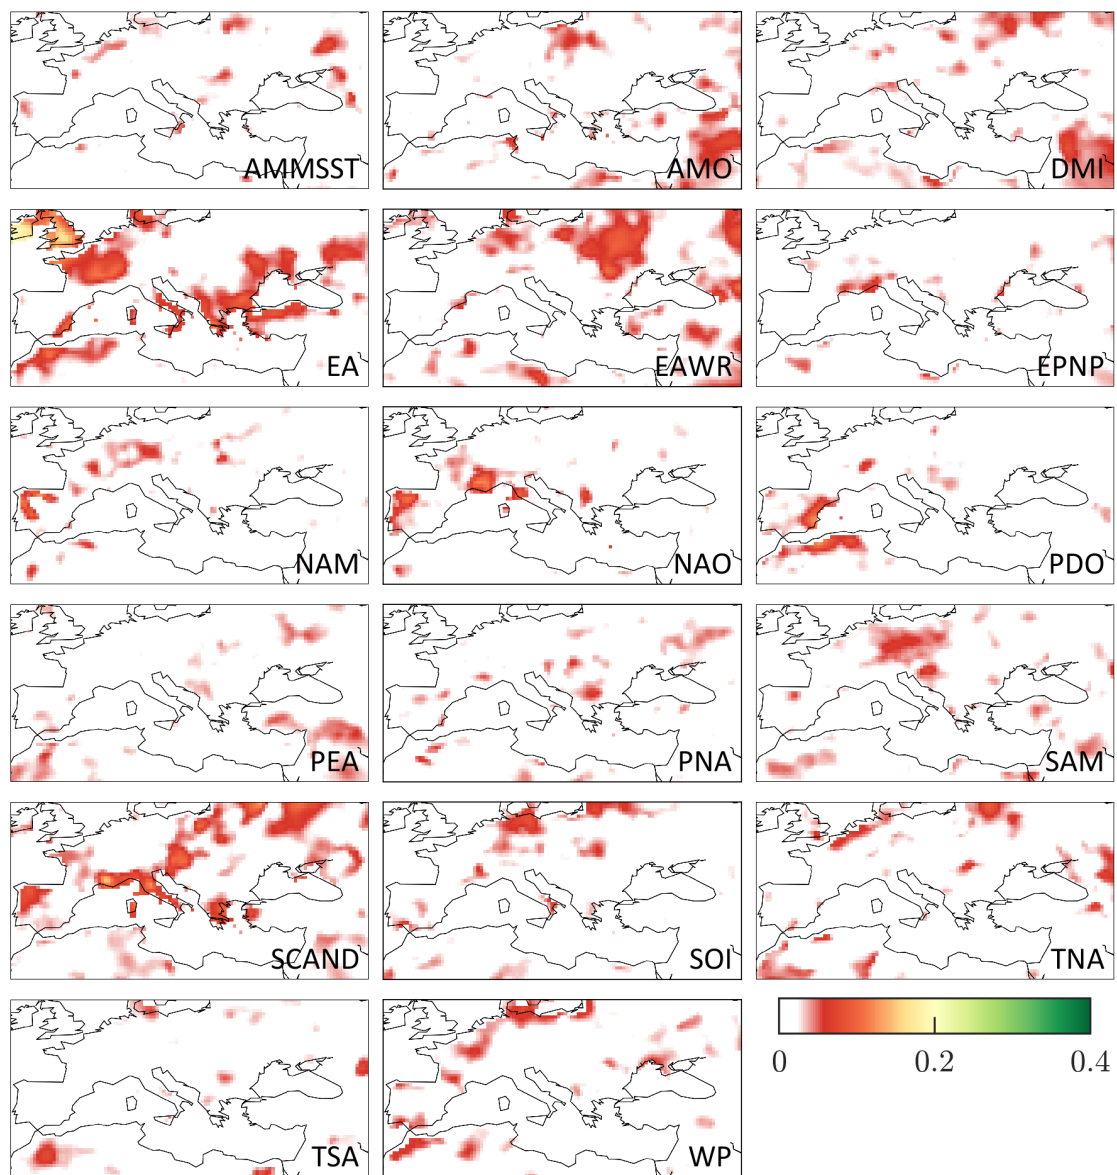 AMMSST
AMO
DMI
EA
EAWR
EPNP
NAM
NAO
PDO
PEA
PNA
SAM
SCAND
SOI
TNA
TSA
WP
0 0.2 0.4